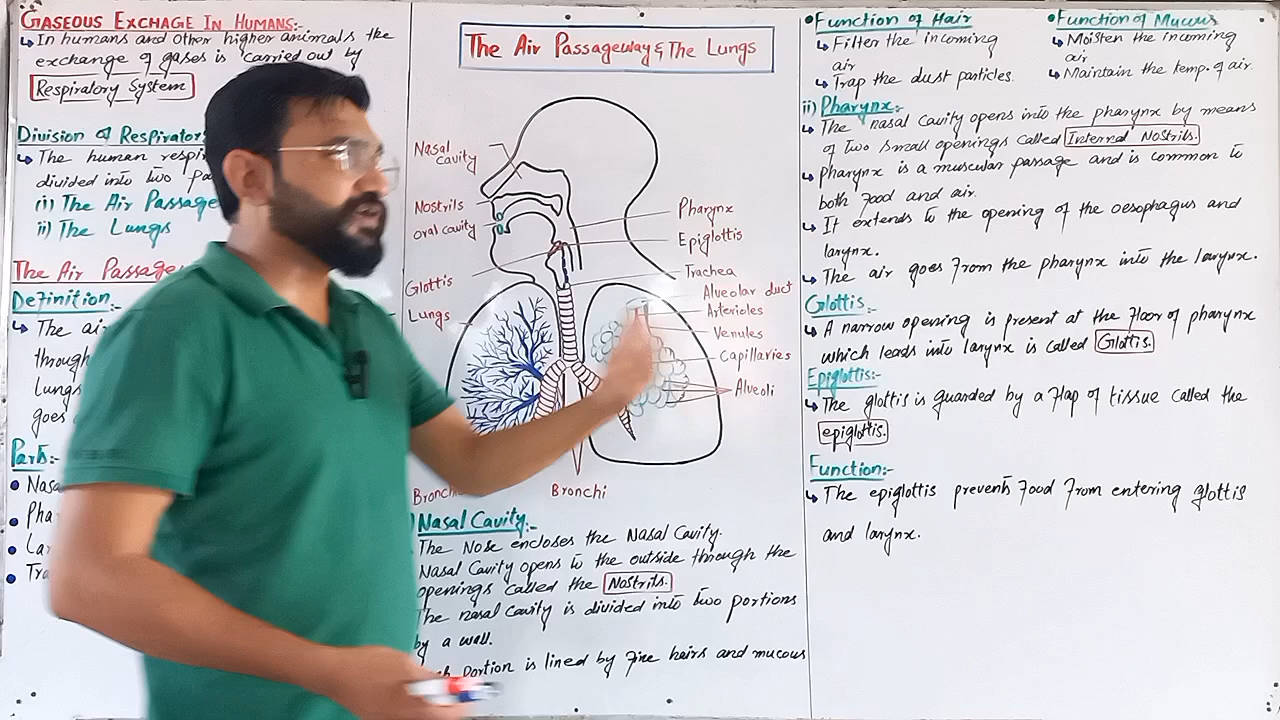 GASEOUS EXCHAGE IN HUMANS:-
In humans and other higher animals the
exchange of gases is carried out by
Respiratory System
Division of Respirator
The human respi
divided into two pa
(i) The Air Passage
ii) The Lungs
The Air Passag
Definition:-
The ai
through
Lungs
goes
Parts:-
Nasa
Pha
Lar
Tra
The Air Passageway & The Lungs
Nasal
cavity
Nostrils
oral cavity
Glottis
Lungs
Pharynx
Epiglottis
Trachea
Alveolar duct
Arterioles
Venules
Capillaries
Alveoli
Bronchi
Nasal Cavity:-
The Nose encloses the Nasal Cavity.
Nasal Cavity opens to the outside through the
openings called the Nostrils.
The nasal cavity is divided into two portions
by a wall.
portion is lined by fine hairs and mucous
Function of Hair
Filter the incoming
air
Trap the dust particles.
Function of Mucus
Moisten the incoming
air
Maintain the temp. of air.
ii) Pharynx:-
The nasal cavity opens into the pharynx by means
of two small openings called Internal Nostrils.
Pharynx is a muscular passage and is common to
both food and air.
It extends to the opening of the oesophagus and
larynx.
The air goes from the pharynx into the larynx.
Glottis:-
A narrow opening is present at the floor of pharynx
which leads into larynx is called Glottis.
Epiglottis:-
The glottis is guarded by a flap of tissue called the
epiglottis.
Function:-
The epiglottis prevents food from entering glottis
and larynx.